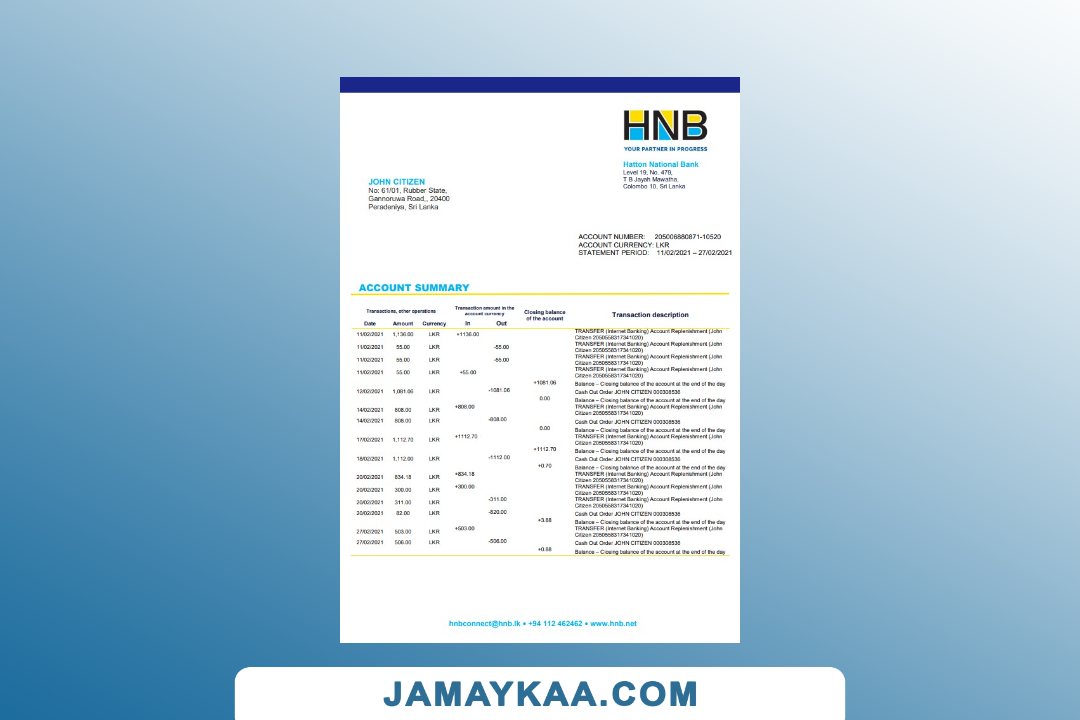 HNB
YOUR PARTNER IN PROGRESS
Hatton National Bank
Level 19, No. 479,
T B Jayah Mawatha,
Colombo 10, Sri Lanka
JOHN CITIZEN
No: 61/01, Rubber State,
Gannoruwa Road,, 20400
Peradeniya, Sri Lanka
ACCOUNT NUMBER: 205006880871-10520
ACCOUNT CURRENCY: LKR
STATEMENT PERIOD: 11/02/2021 – 27/02/2021
ACCOUNT SUMMARY
Transactions, other operations
Transaction amount in the
account currency
Closing balance
of the account
Transaction description
Date Amount Currency In Out
11/02/2021 1,136.00 LKR +1136.00 TRANSFER (Internet Banking) Account Replenishment (John
Citizen 2050558317341020)
11/02/2021 55.00 LKR -55.00 TRANSFER (Internet Banking) Account Replenishment (John
Citizen 2050558317341020)
11/02/2021 55.00 LKR -55.00 TRANSFER (Internet Banking) Account Replenishment (John
Citizen 2050558317341020)
11/02/2021 55.00 LKR +55.00 TRANSFER (Internet Banking) Account Replenishment (John
Citizen 2050558317341020)
+1081.06 Balance – Closing balance of the account at the end of the day
12/02/2021 1,081.06 LKR -1081.06 Cash Out Order JOHN CITIZEN 000308536
0.00 Balance – Closing balance of the account at the end of the day
14/02/2021 808.00 LKR +808.00 TRANSFER (Internet Banking) Account Replenishment (John
Citizen 2050558317341020)
14/02/2021 808.00 LKR -808.00 Cash Out Order JOHN CITIZEN 000308536
0.00 Balance – Closing balance of the account at the end of the day
17/02/2021 1,112.70 LKR +1112.70 TRANSFER (Internet Banking) Account Replenishment (John
Citizen 2050558317341020)
+1112.70 Balance – Closing balance of the account at the end of the day
18/02/2021 1,112.00 LKR -1112.00 Cash Out Order JOHN CITIZEN 000308536
+0.70 Balance – Closing balance of the account at the end of the day
20/02/2021 834.18 LKR +834.18 TRANSFER (Internet Banking) Account Replenishment (John
Citizen 2050558317341020)
20/02/2021 300.00 LKR +300.00 TRANSFER (Internet Banking) Account Replenishment (John
Citizen 2050558317341020)
20/02/2021 311.00 LKR -311.00 TRANSFER (Internet Banking) Account Replenishment (John
Citizen 2050558317341020)
20/02/2021 82.00 LKR -820.00 Cash Out Order JOHN CITIZEN 000308536
+3.88 Balance – Closing balance of the account at the end of the day
27/02/2021 503.00 LKR +503.00 TRANSFER (Internet Banking) Account Replenishment (John
Citizen 2050558317341020)
27/02/2021 506.00 LKR -506.00 Cash Out Order JOHN CITIZEN 000308536
+0.88 Balance – Closing balance of the account at the end of the day
hnbconnect@hnb.lk • +94 112 462462 • www.hnb.net
JAMAYKAA.COM